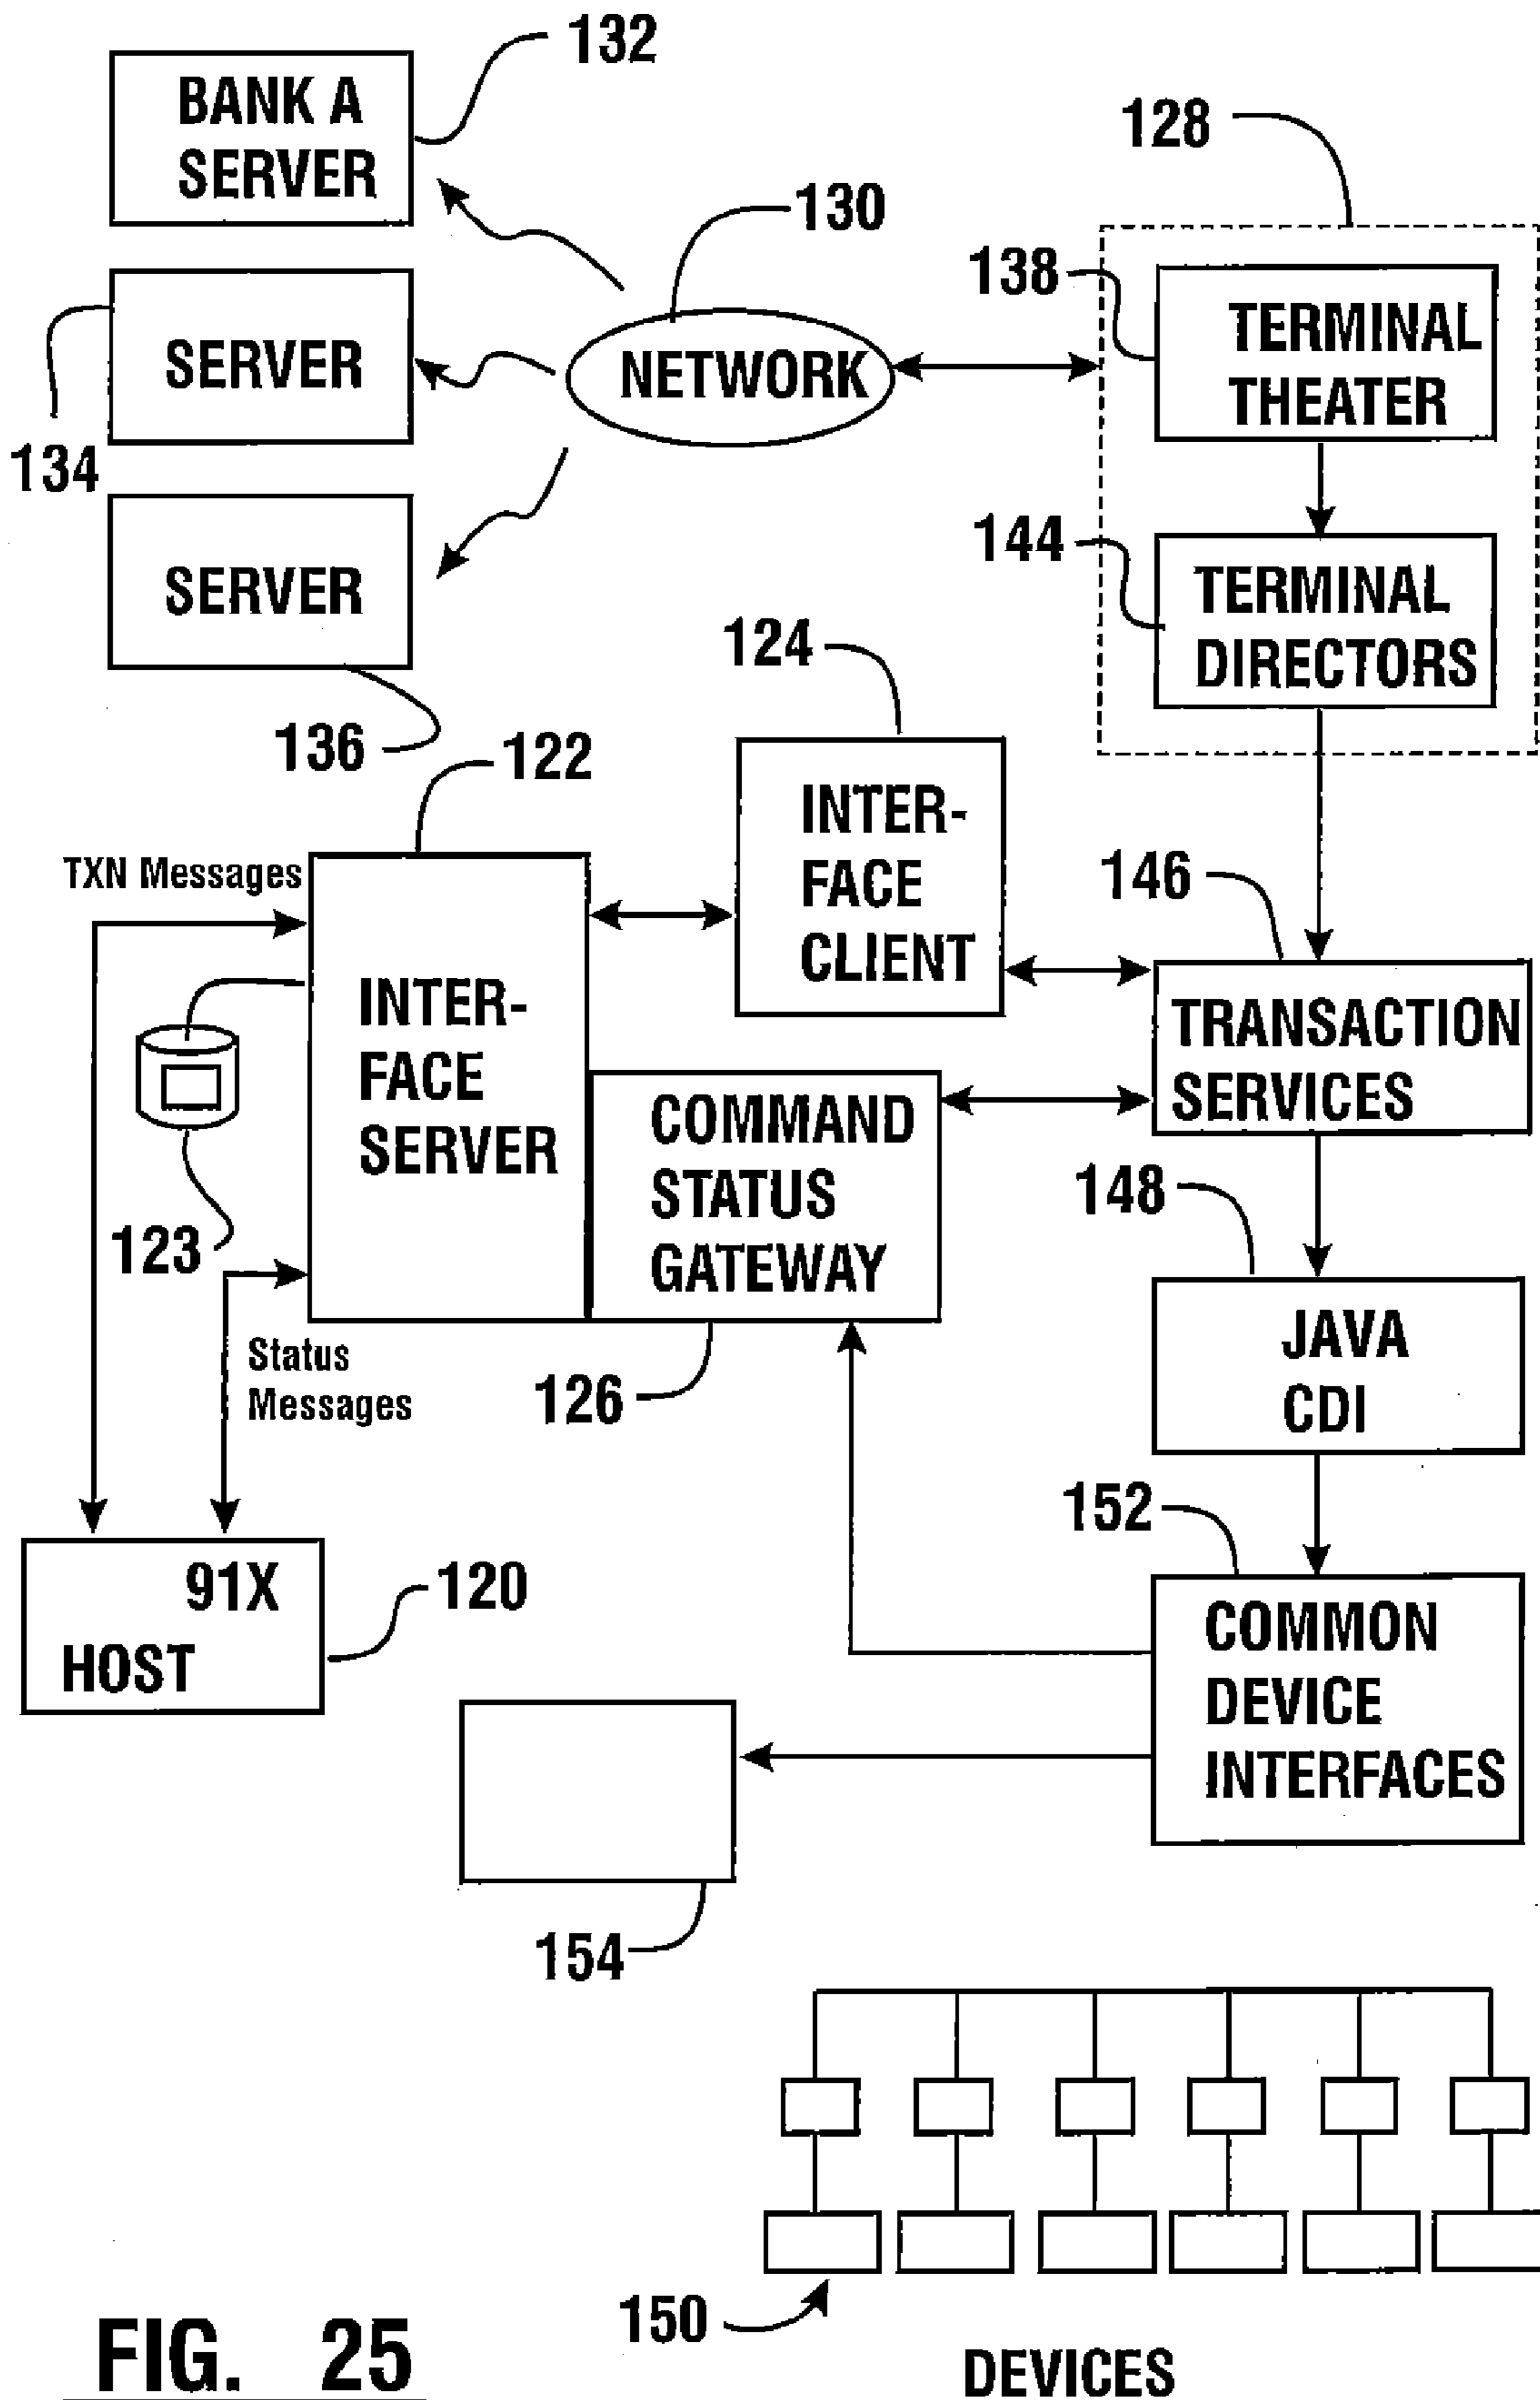 132
BANK A
SERVER
128
130
138
TERMINAL
THEATER
SERVER
NETWORK
134
144
TERMINAL
DIRECTORS
SERVER
124
136
122
INTER-
FACE
CLIENT
TXN Messages
146
INTER-
FACE
SERVER
TRANSACTION
SERVICES
COMMAND
STATUS
GATEWAY
148
123
JAVA
CDI
Status
Messages
126
152
91X
HOST
120
COMMON
DEVICE
INTERFACES
154
150
FIG. 25
DEVICES